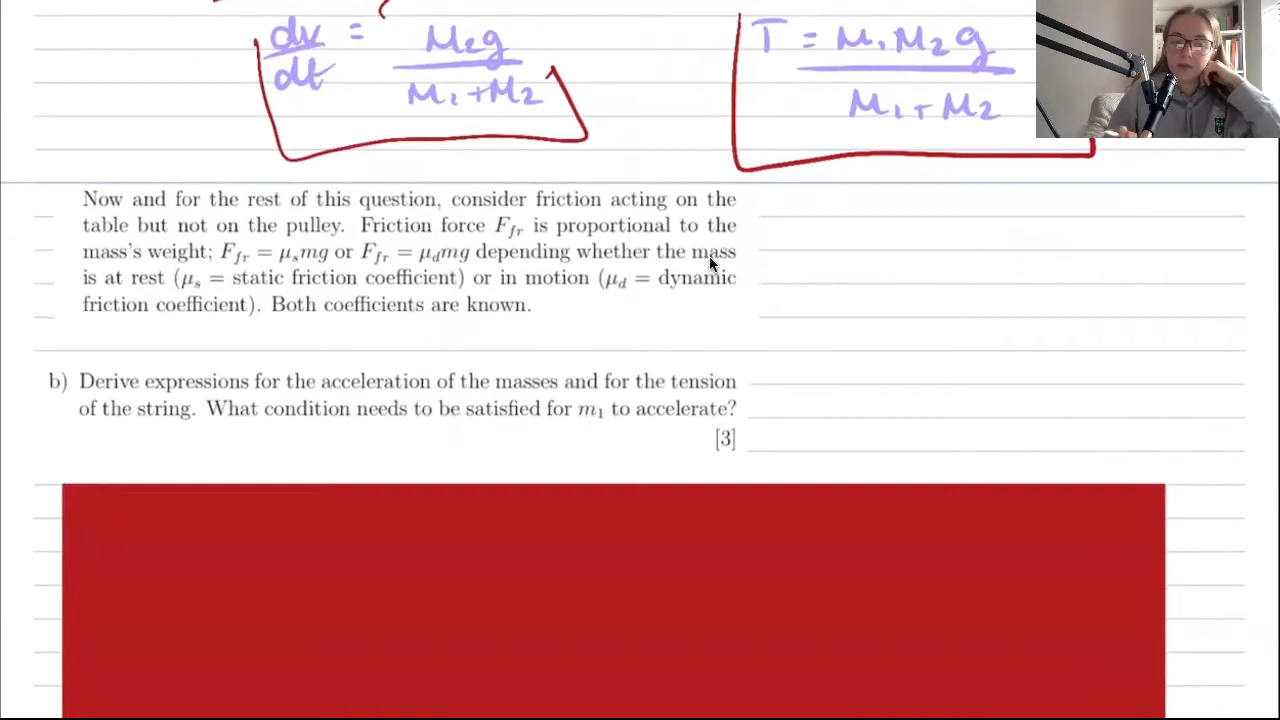 dv/dt = M₂g / M₁+M₂
T = M₁M₂g / M₁+M₂
Now and for the rest of this question, consider friction acting on the
table but not on the pulley. Friction force F_fr is proportional to the
mass's weight; F_fr = μ_s mg or F_fr = μ_d mg depending whether the mass
is at rest (μ_s = static friction coefficient) or in motion (μ_d = dynamic
friction coefficient). Both coefficients are known.
b) Derive expressions for the acceleration of the masses and for the tension
of the string. What condition needs to be satisfied for m₁ to accelerate?
[3]